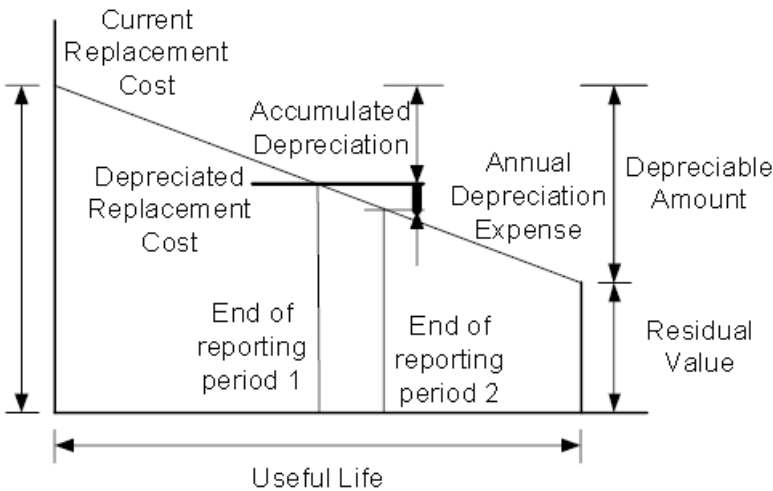 Current
Replacement
Cost
Accumulated
Depreciation
Annual
Depreciation
Expense
Depreciable
Amount
Depreciated
Replacement
Cost
End of
reporting
period 1
End of
reporting
period 2
Residual
Value
Useful Life